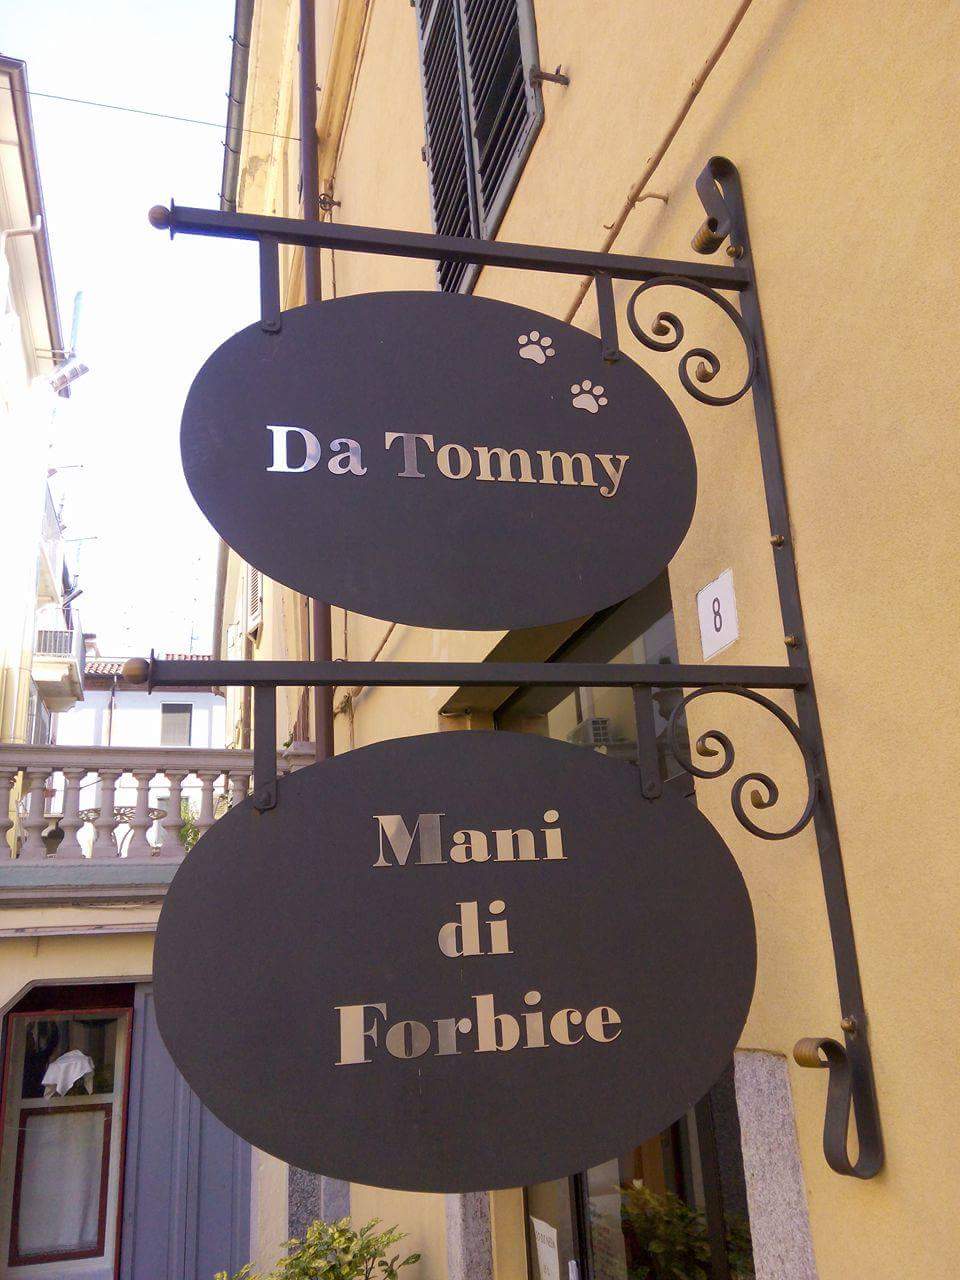 Da Tommy
8
Mani
di
Forbice